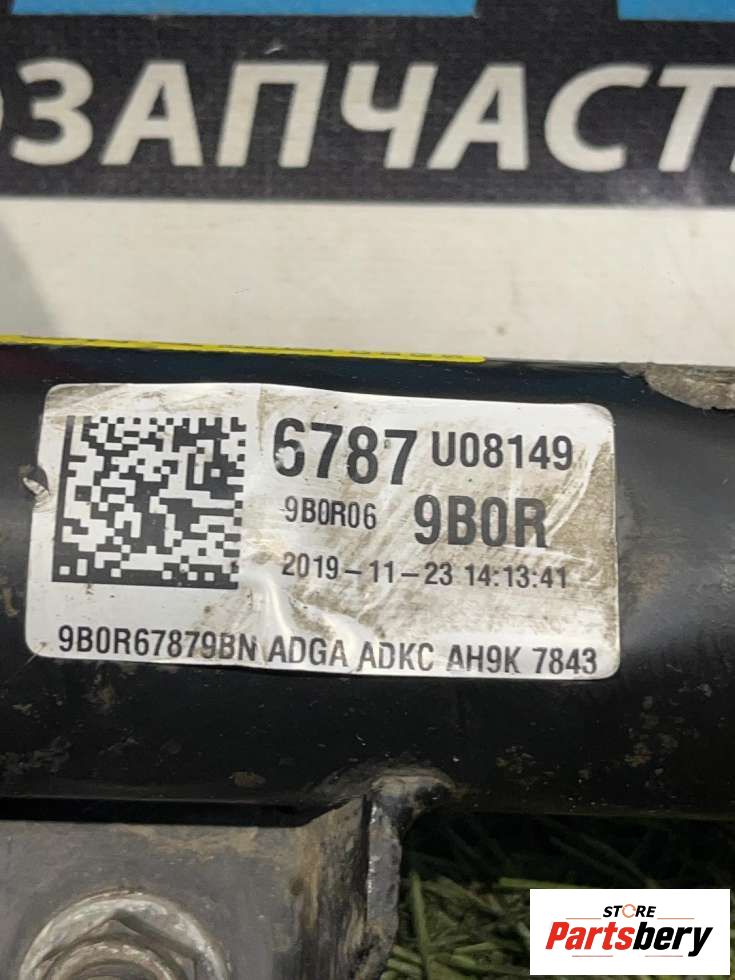 ЗАПЧАСТ
6787 U08149
9B0R06 9B0R
2019-11-23 14:13:41
9B0R67879BN ADGA ADKC AH9K 7843
STORE
Partsbery